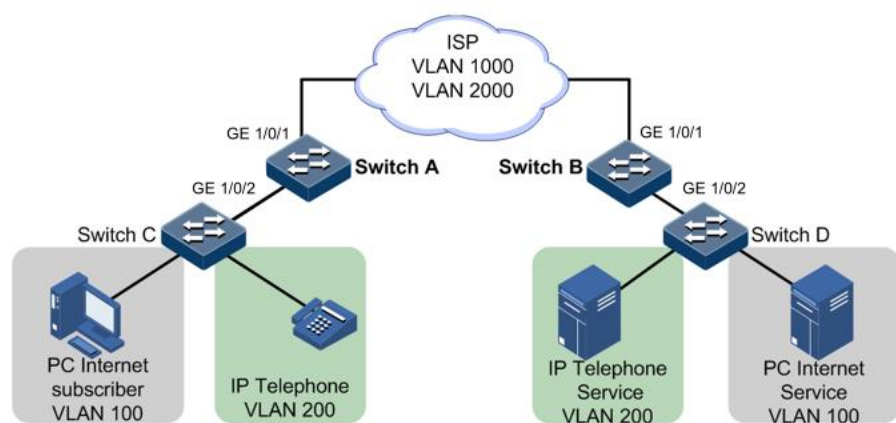 ISP
VLAN 1000
VLAN 2000
GE 1/0/1
GE 1/0/1
Switch A
Switch B
GE 1/0/2
GE 1/0/2
Switch C
Switch D
PC Internet
subscriber
VLAN 100
IP Telephone
VLAN 200
IP Telephone
Service
VLAN 200
PC Internet
Service
VLAN 100